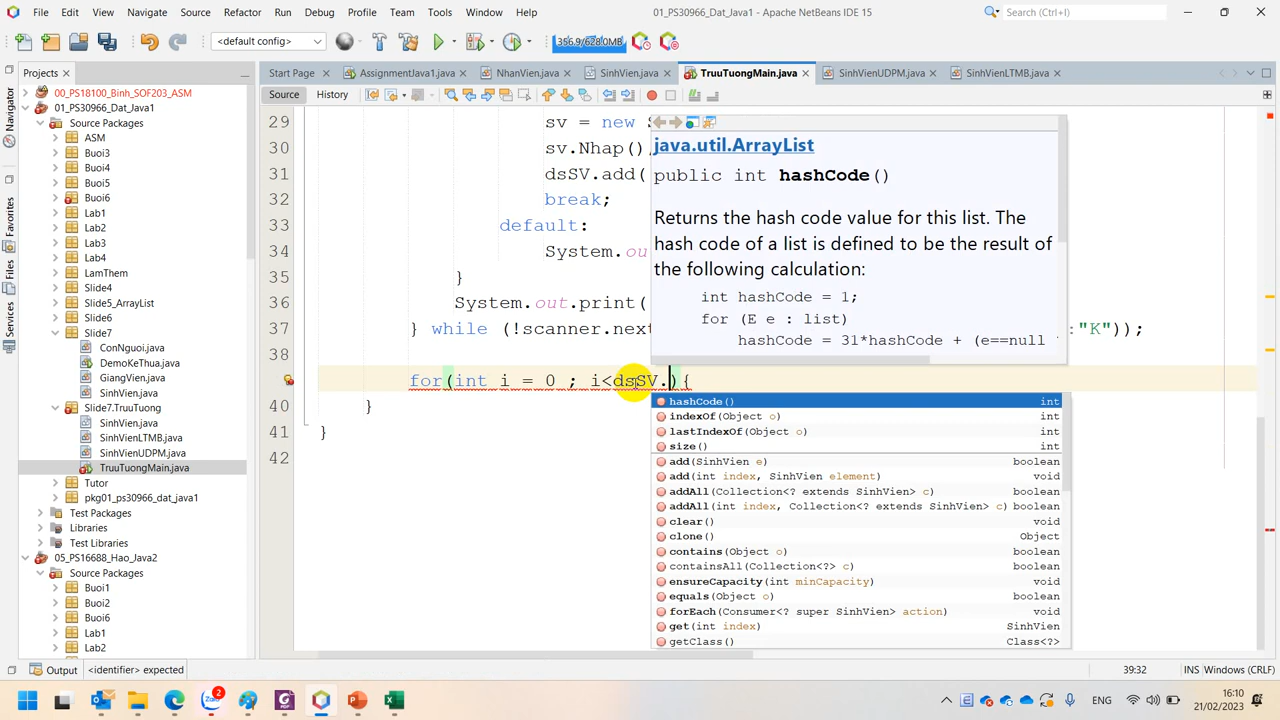 File Edit View Navigate Source Refactor Run Debug Profile Team Tools Window Help
01_PS30966_Dat_Java1 - Apache NetBeans IDE 15
Search (Ctrl+I)
<default config>
356.9/628.0MB
Projects
Start Page
AssignmentJava1.java
NhanVien.java
SinhVien.java
TruuTuongMain.java
SinhVienUDPM.java
SinhVienLTMB.java
Source History
Navigator
Favorites
Files
Services
00_PS18100_Binh_SOF203_ASM
01_PS30966_Dat_Java1
Source Packages
ASM
Buoi3
Buoi4
Buoi5
Buoi6
Lab1
Lab2
Lab3
Lab4
LamThem
Slide4
Slide5_ArrayList
Slide6
Slide7
ConNguoi.java
DemoKeThua.java
GiangVien.java
SinhVien.java
Slide7.TruuTuong
SinhVien.java
SinhVienLTMB.java
SinhVienUDPM.java
TruuTuongMain.java
Tutor
pkg01_ps30966_dat_java1
Test Packages
Libraries
Test Libraries
05_PS16688_Hao_Java2
Source Packages
Buoi1
Buoi2
Buoi6
Lab1
Lab2
29 sv = new S
30 sv.Nhap()
31 dsSV.add(
32 break;
33 default:
34 System.ou
35 }
36 System.out.print(
37 } while (!scanner.next :"K"));
38
for(int i = 0 ; i<dsSV.){
40 }
41 }
42
java.util.ArrayList
public int hashCode()
Returns the hash code value for this list. The
hash code of a list is defined to be the result of
the following calculation:
int hashCode = 1;
for (E e : list)
hashCode = 31*hashCode + (e==null
hashCode() int
indexOf(Object o) int
lastIndexOf(Object o) int
size() int
add(SinhVien e) boolean
add(int index, SinhVien element) void
addAll(Collection<? extends SinhVien> c) boolean
addAll(int index, Collection<? extends SinhVien> c) boolean
clear() void
clone() Object
contains(Object o) boolean
containsAll(Collection<?> c) boolean
ensureCapacity(int minCapacity) void
equals(Object o) boolean
forEach(Consumer<? super SinhVien> action) void
get(int index) SinhVien
getClass() Class<?>
Output
<identifier> expected
39:32
INS Windows (CRLF)
2
ENG
16:10
21/02/2023